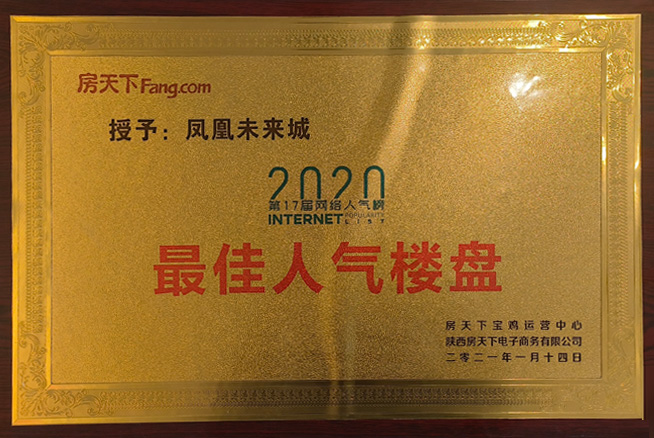 房天下Fang.com
授予：凤凰未来城
2020
第17届网络人气榜
INTERNET POPULARITY
LIST
最佳人气楼盘
房天下宝鸡运营中心
陕西房天下电子商务有限公司
二零二一年一月十四日